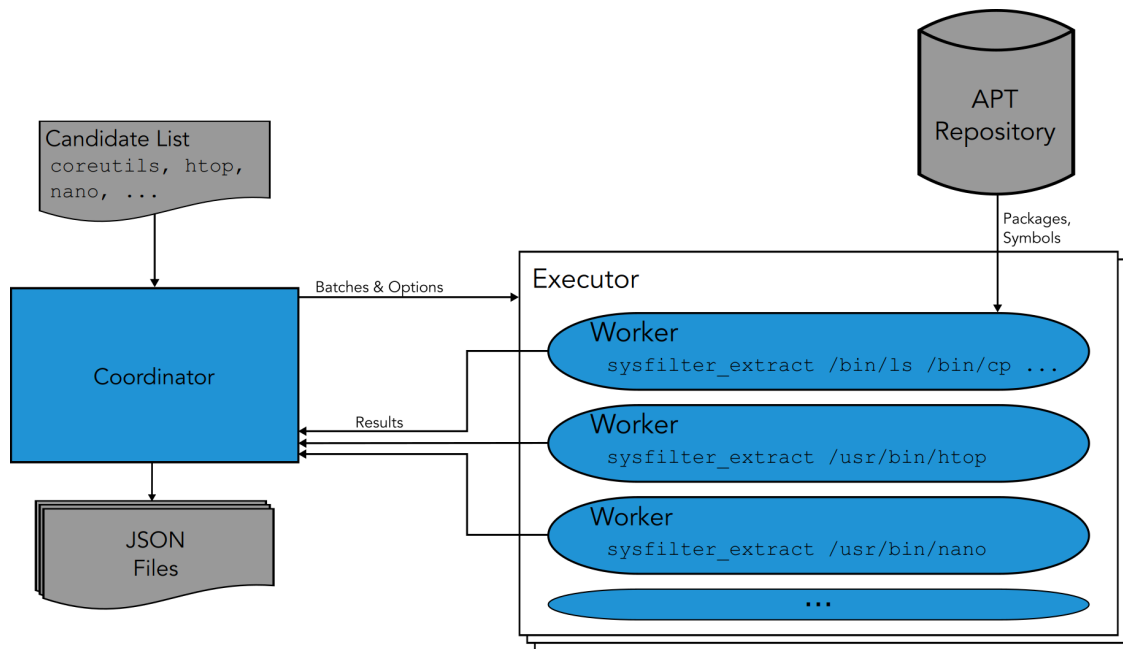 APT
Repository
Candidate List
coreutils, htop,
nano, ...
Packages,
Symbols
Executor
Batches & Options
Worker
sysfilter_extract /bin/ls /bin/cp ...
Coordinator
Results
Worker
sysfilter_extract /usr/bin/htop
Worker
sysfilter_extract /usr/bin/nano
JSON
Files
...